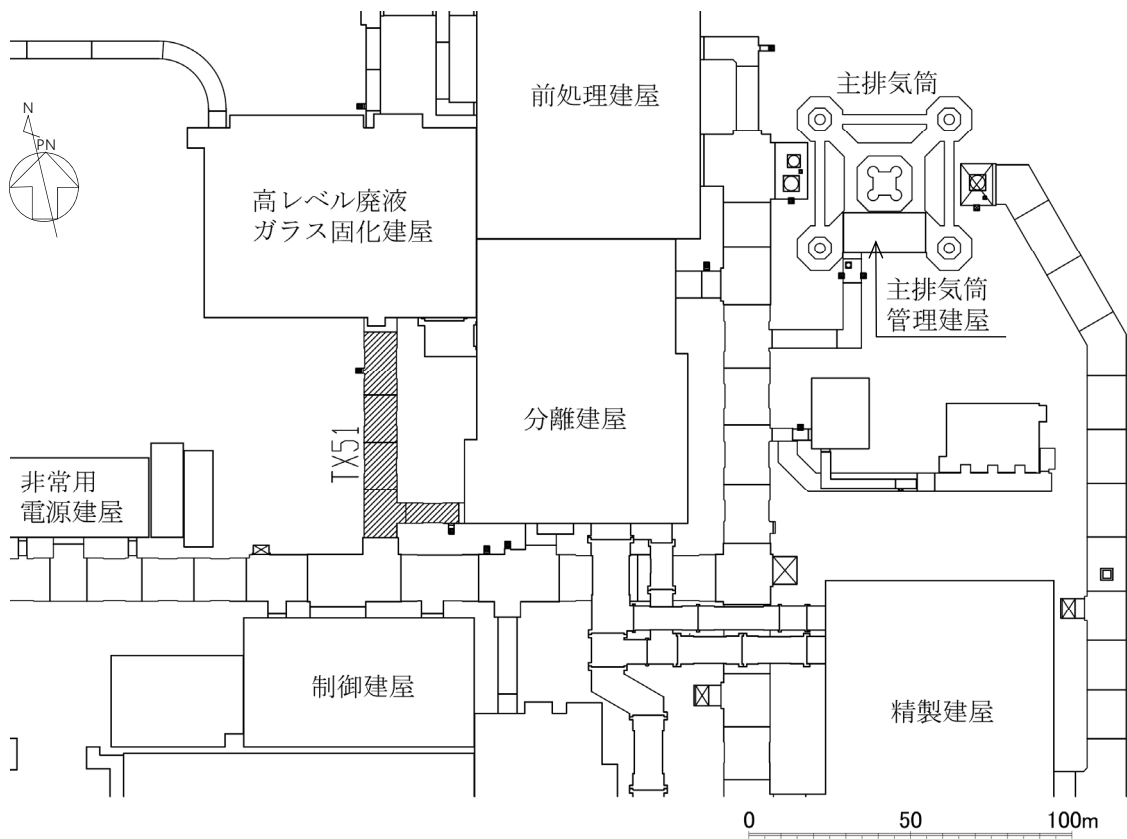 前処理建屋
主排気筒
N
PN
高レベル廃液
ガラス固化建屋
主排気筒
管理建屋
分離建屋
TX51
非常用
電源建屋
制御建屋
精製建屋
0 50 100m